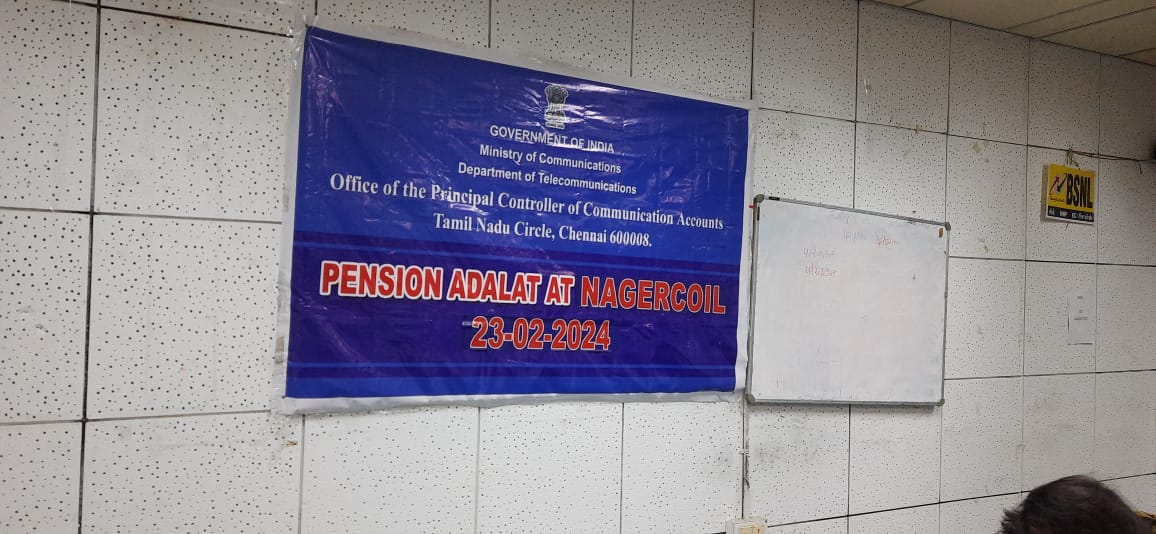 GOVERNMENT OF INDIA
Ministry of Communications
Department of Telecommunications
Office of the Principal Controller of Communication Accounts
Tamil Nadu Circle, Chennai 600008.
PENSION ADALAT AT NAGERCOIL
23-02-2024
BSNL